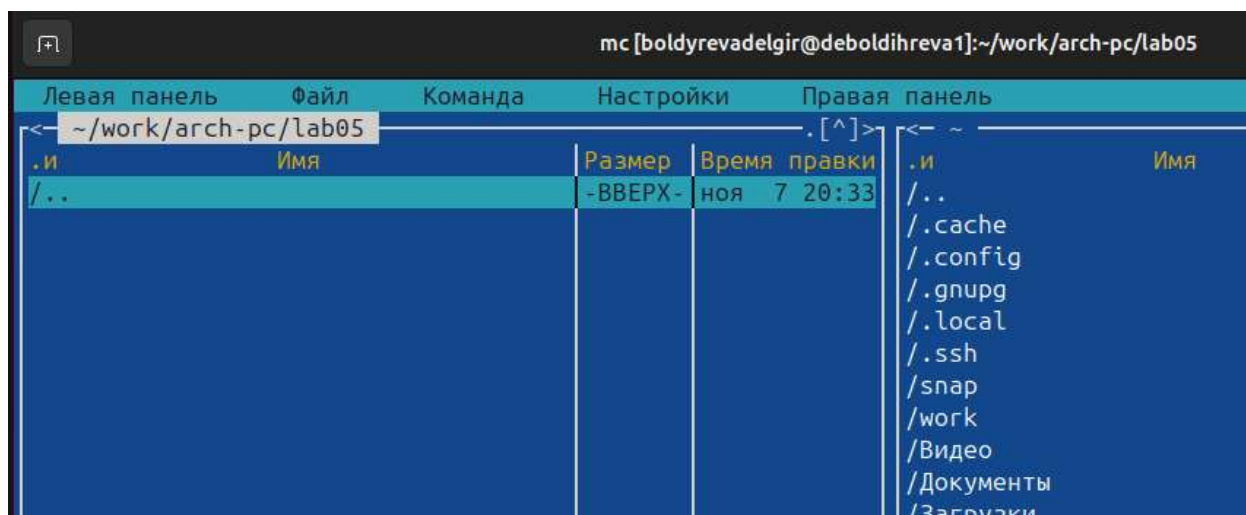 mc [boldyrevadelgir@deboldihreva1]:~/work/arch-pc/lab05
Левая панель Файл Команда Настройки Правая панель
<─ ~/work/arch-pc/lab05 ─.[^]>
.и Имя Размер Время правки
/.. -ВВЕРХ- ноя 7 20:33
<─ ~
.и Имя
/..
/.cache
/.config
/.gnupg
/.local
/.ssh
/snap
/work
/Видео
/Документы
/Загрузки